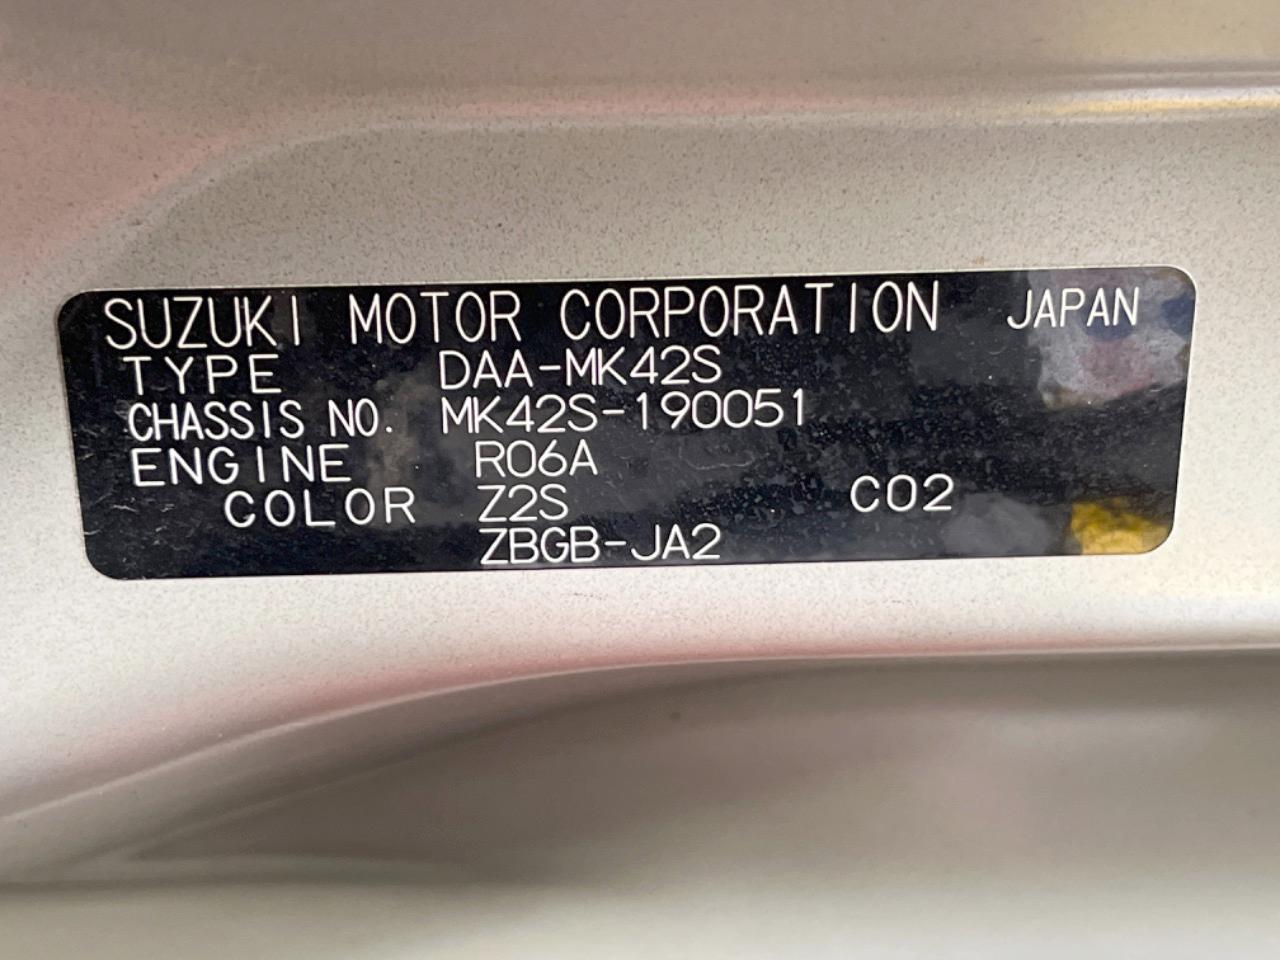 SUZUKI MOTOR CORPORATION JAPAN
TYPE DAA-MK42S
CHASSIS NO. MK42S-190051
ENGINE R06A
COLOR Z2S C02
ZBGB-JA2